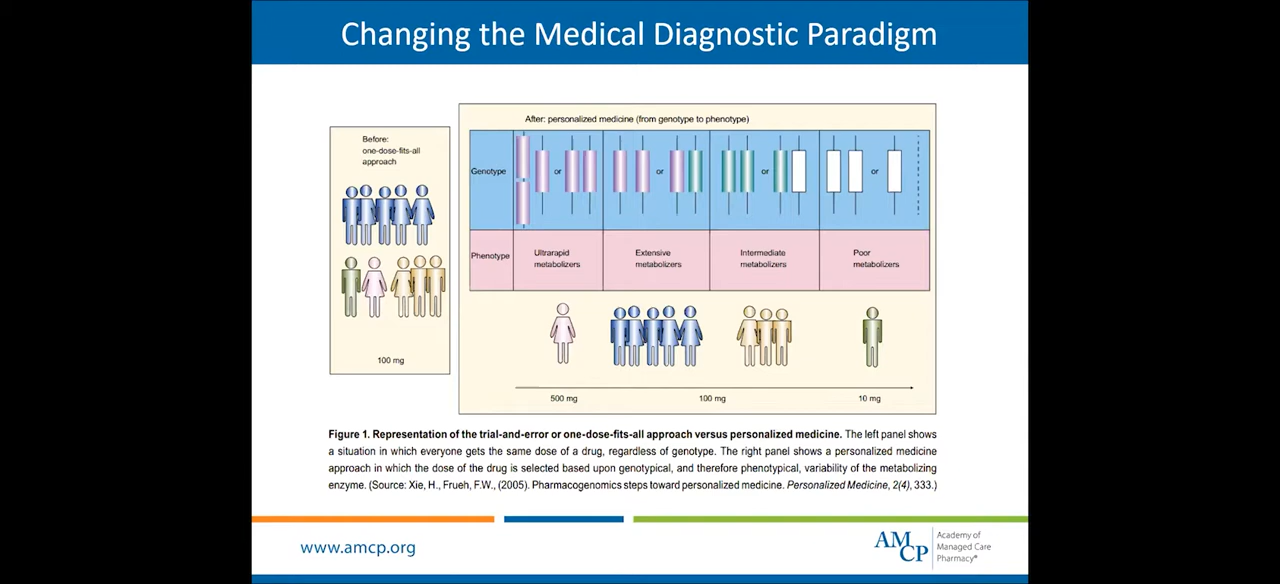 Changing the Medical Diagnostic Paradigm
Before:
one-dose-fits-all
approach
100 mg
After: personalized medicine (from genotype to phenotype)
Genotype
or
or
or
or
Phenotype
Ultrarapid
metabolizers
Extensive
metabolizers
Intermediate
metabolizers
Poor
metabolizers
500 mg
100 mg
10 mg
Figure 1. Representation of the trial-and-error or one-dose-fits-all approach versus personalized medicine. The left panel shows
a situation in which everyone gets the same dose of a drug, regardless of genotype. The right panel shows a personalized medicine
approach in which the dose of the drug is selected based upon genotypical, and therefore phenotypical, variability of the metabolizing
enzyme. (Source: Xie, H., Frueh, F.W., (2005). Pharmacogenomics steps toward personalized medicine. Personalized Medicine, 2(4), 333.)
www.amcp.org
AMCP
Academy of
Managed Care
Pharmacy®